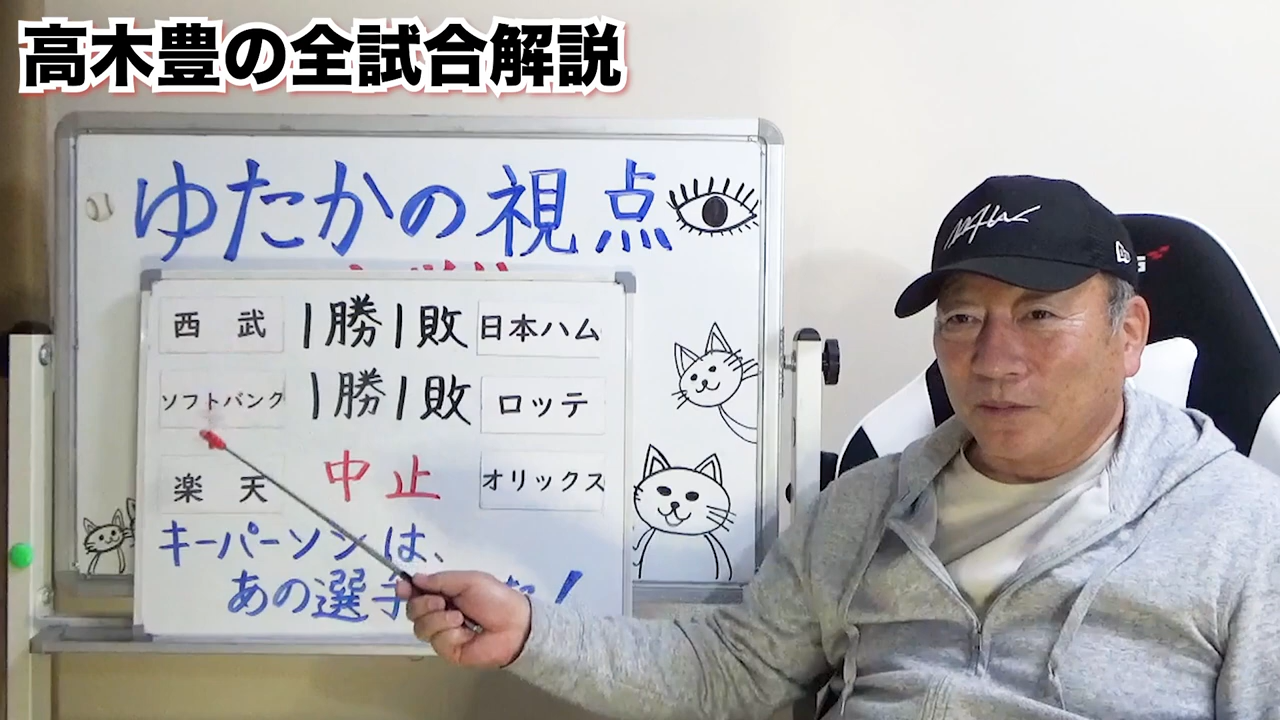 高木豊の全試合解説
ゆたかの視点
西武 1勝1敗 日本ハム
ソフトバンク 1勝1敗 ロッテ
楽天 中止 オリックス
キーパーソンは、
あの選手
!